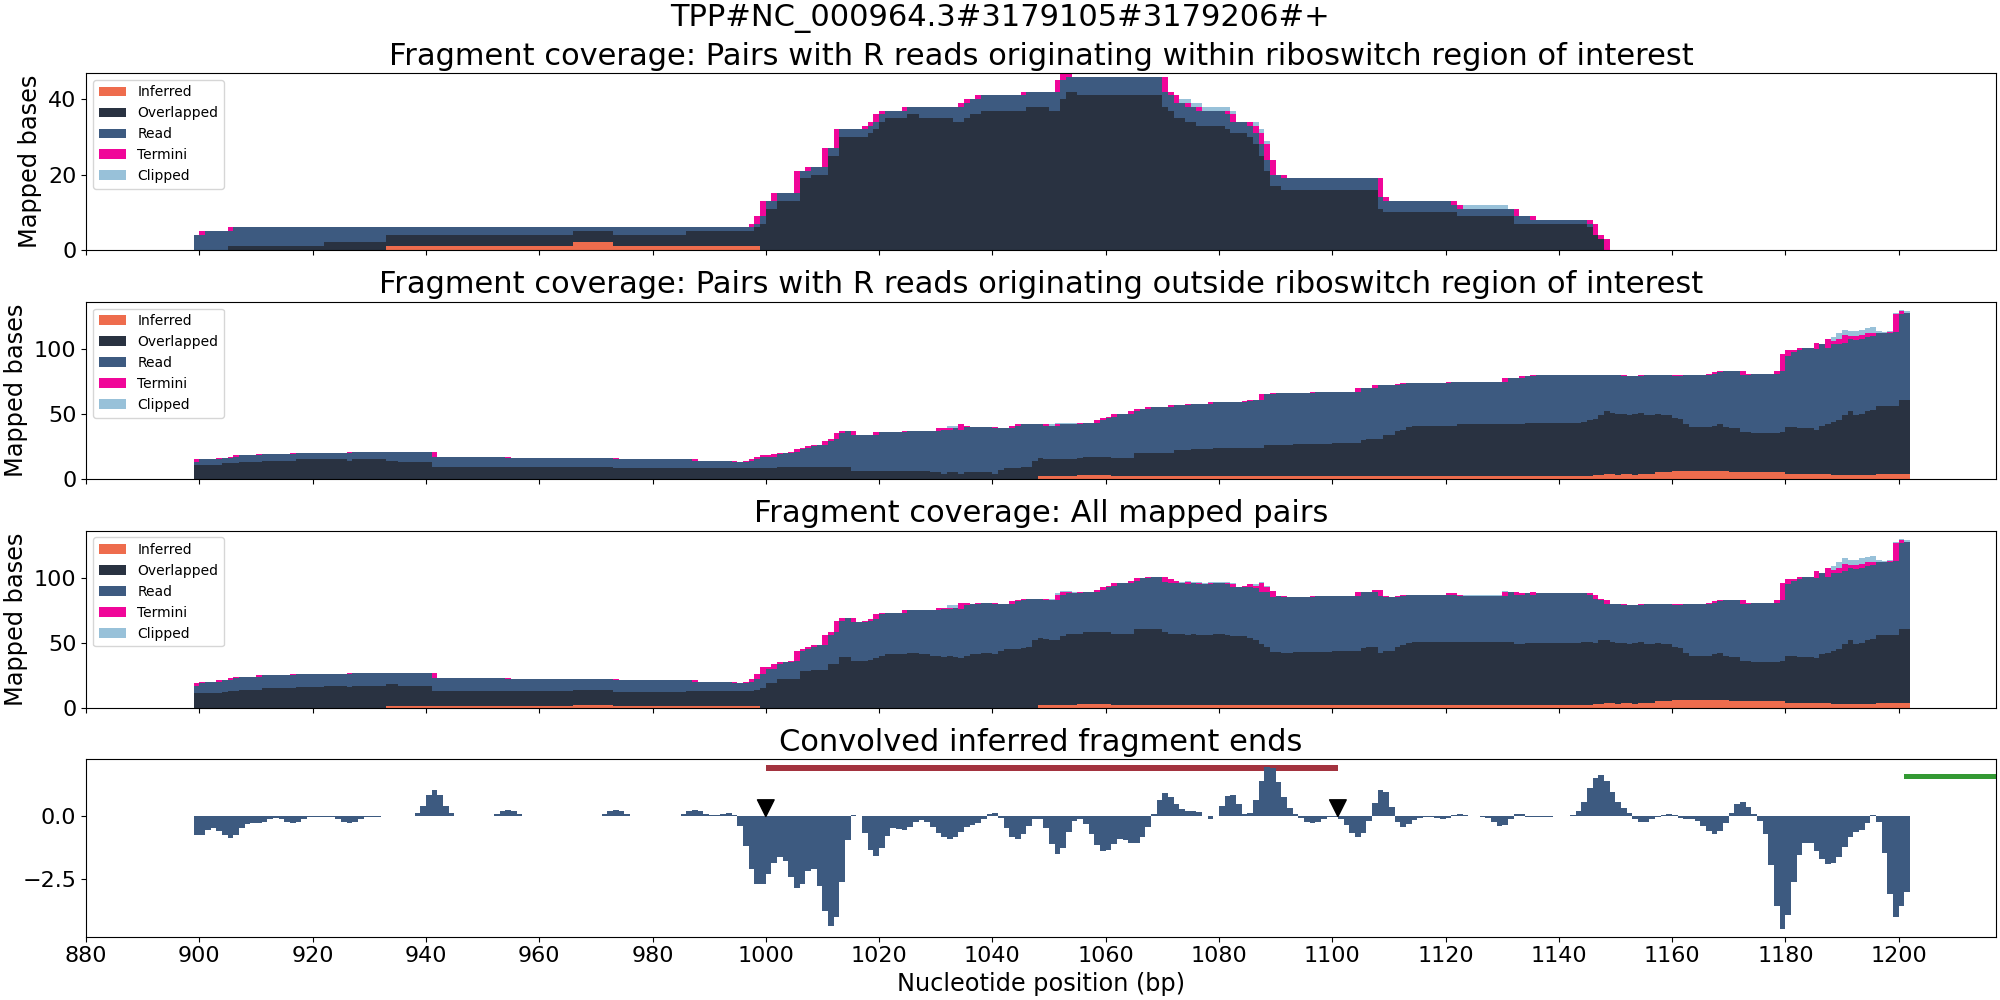 TPP#NC_000964.3#3179105#3179206#+
Fragment coverage: Pairs with R reads originating within riboswitch region of interest
Mapped bases
40
20
0
Inferred
Overlapped
Read
Termini
Clipped
Fragment coverage: Pairs with R reads originating outside riboswitch region of interest
Mapped bases
100
50
0
Inferred
Overlapped
Read
Termini
Clipped
Fragment coverage: All mapped pairs
Mapped bases
100
50
0
Inferred
Overlapped
Read
Termini
Clipped
Convolved inferred fragment ends
0.0
−2.5
880 900 920 940 960 980 1000 1020 1040 1060 1080 1100 1120 1140 1160 1180 1200
Nucleotide position (bp)